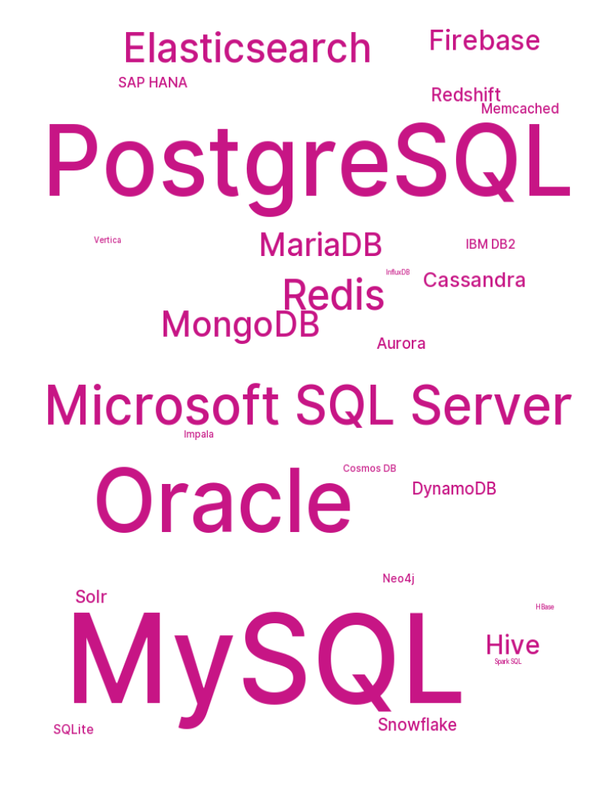 Elasticsearch
Firebase
SAP HANA
Redshift
Memcached
PostgreSQL
Vertica
MariaDB
IBM DB2
InfluxDB
Cassandra
Redis
MongoDB
Aurora
Microsoft SQL Server
Impala
Cosmos DB
Oracle
DynamoDB
Neo4j
Solr
HBase
MySQL
Hive
Spark SQL
SQLite
Snowflake